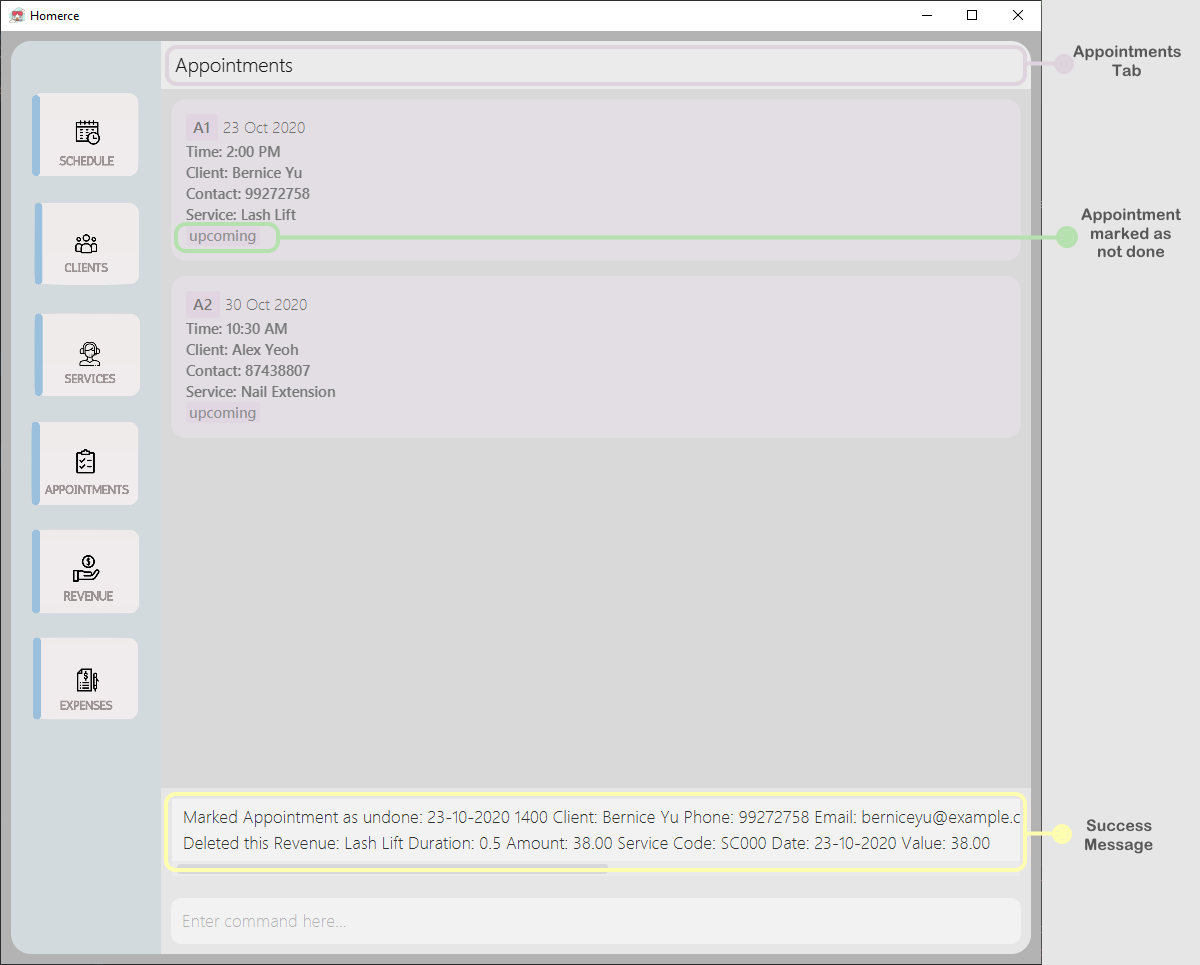 Homerce
Appointments
Appointments
Tab
SCHEDULE
CLIENTS
SERVICES
APPOINTMENTS
REVENUE
EXPENSES
A1 23 Oct 2020
Time: 2:00 PM
Client: Bernice Yu
Contact: 99272758
Service: Lash Lift
upcoming
Appointment
marked as
not done
A2 30 Oct 2020
Time: 10:30 AM
Client: Alex Yeoh
Contact: 87438807
Service: Nail Extension
upcoming
Marked Appointment as undone: 23-10-2020 1400 Client: Bernice Yu Phone: 99272758 Email: berniceyu@example.c
Deleted this Revenue: Lash Lift Duration: 0.5 Amount: 38.00 Service Code: SC000 Date: 23-10-2020 Value: 38.00
Success
Message
Enter command here...